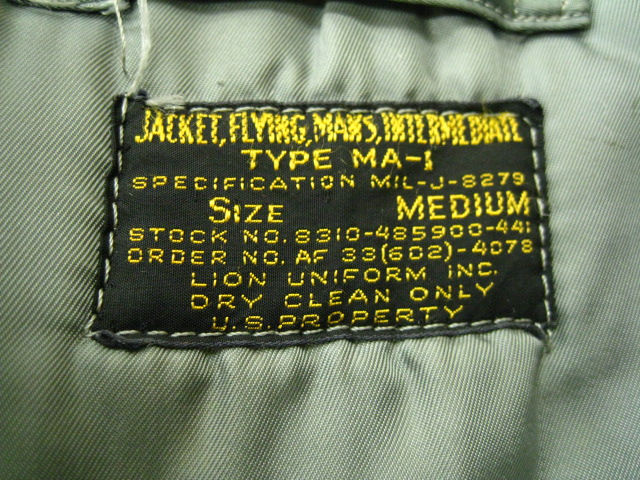 JACKET, FLYING, MAN'S, INTERMEDIATE
TYPE MA-1
SPECIFICATION MIL-J-8279
SIZE MEDIUM
STOCK NO. 8310-485900-441
ORDER NO. AF 33(602)-4078
LION UNIFORM INC.
DRY CLEAN ONLY
U.S. PROPERTY